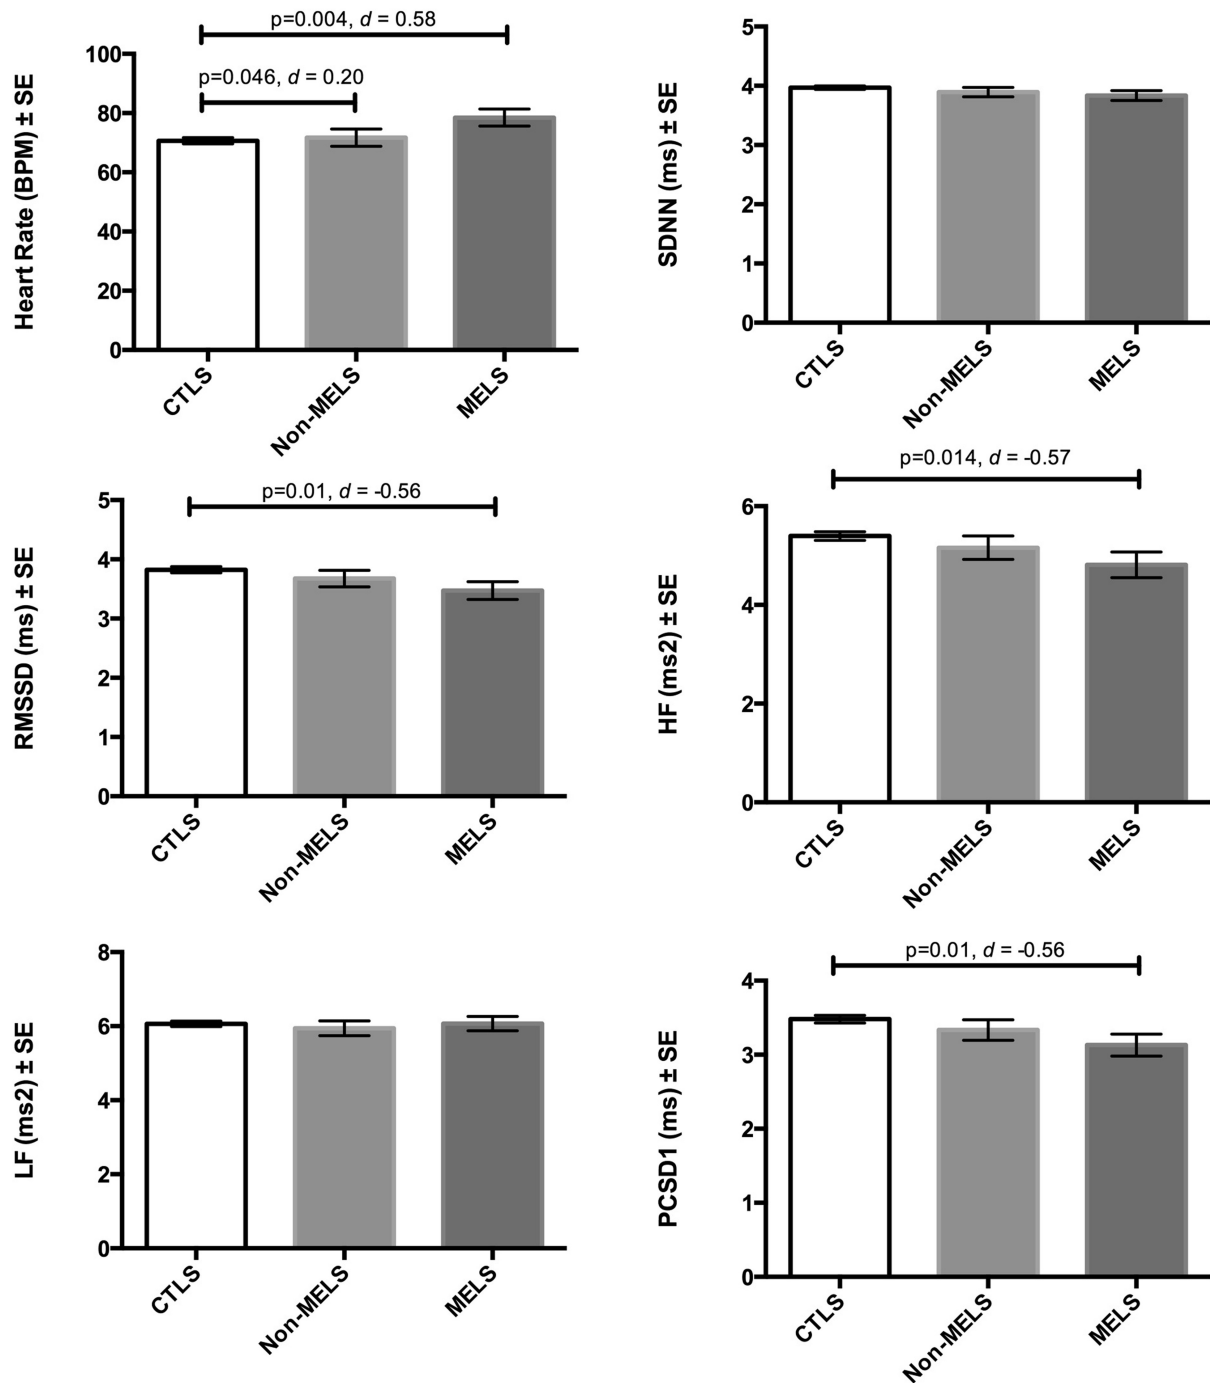 p=0.004, d = 0.58
p=0.046, d = 0.20
Heart Rate (BPM) ± SE
100
80
60
40
20
0
CTLS
Non-MELS
MELS
SDNN (ms) ± SE
5
4
3
2
1
0
CTLS
Non-MELS
MELS
p=0.01, d = -0.56
RMSSD (ms) ± SE
5
4
3
2
1
0
CTLS
Non-MELS
MELS
p=0.014, d = -0.57
HF (ms2) ± SE
6
4
2
0
CTLS
Non-MELS
MELS
LF (ms2) ± SE
8
6
4
2
0
CTLS
Non-MELS
MELS
p=0.01, d = -0.56
PCSD1 (ms) ± SE
4
3
2
1
0
CTLS
Non-MELS
MELS